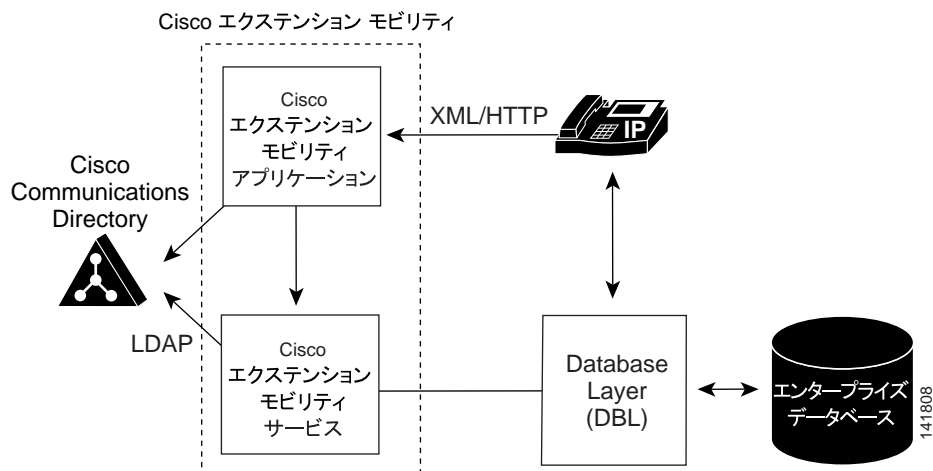 Cisco エクステンション モビリティ
Cisco
エクステンション
モビリティ
アプリケーション
XML/HTTP
IP
Cisco
Communications
Directory
LDAP
Cisco
エクステンション
モビリティ
サービス
Database
Layer
(DBL)
エンタープライズ
データベース
141808